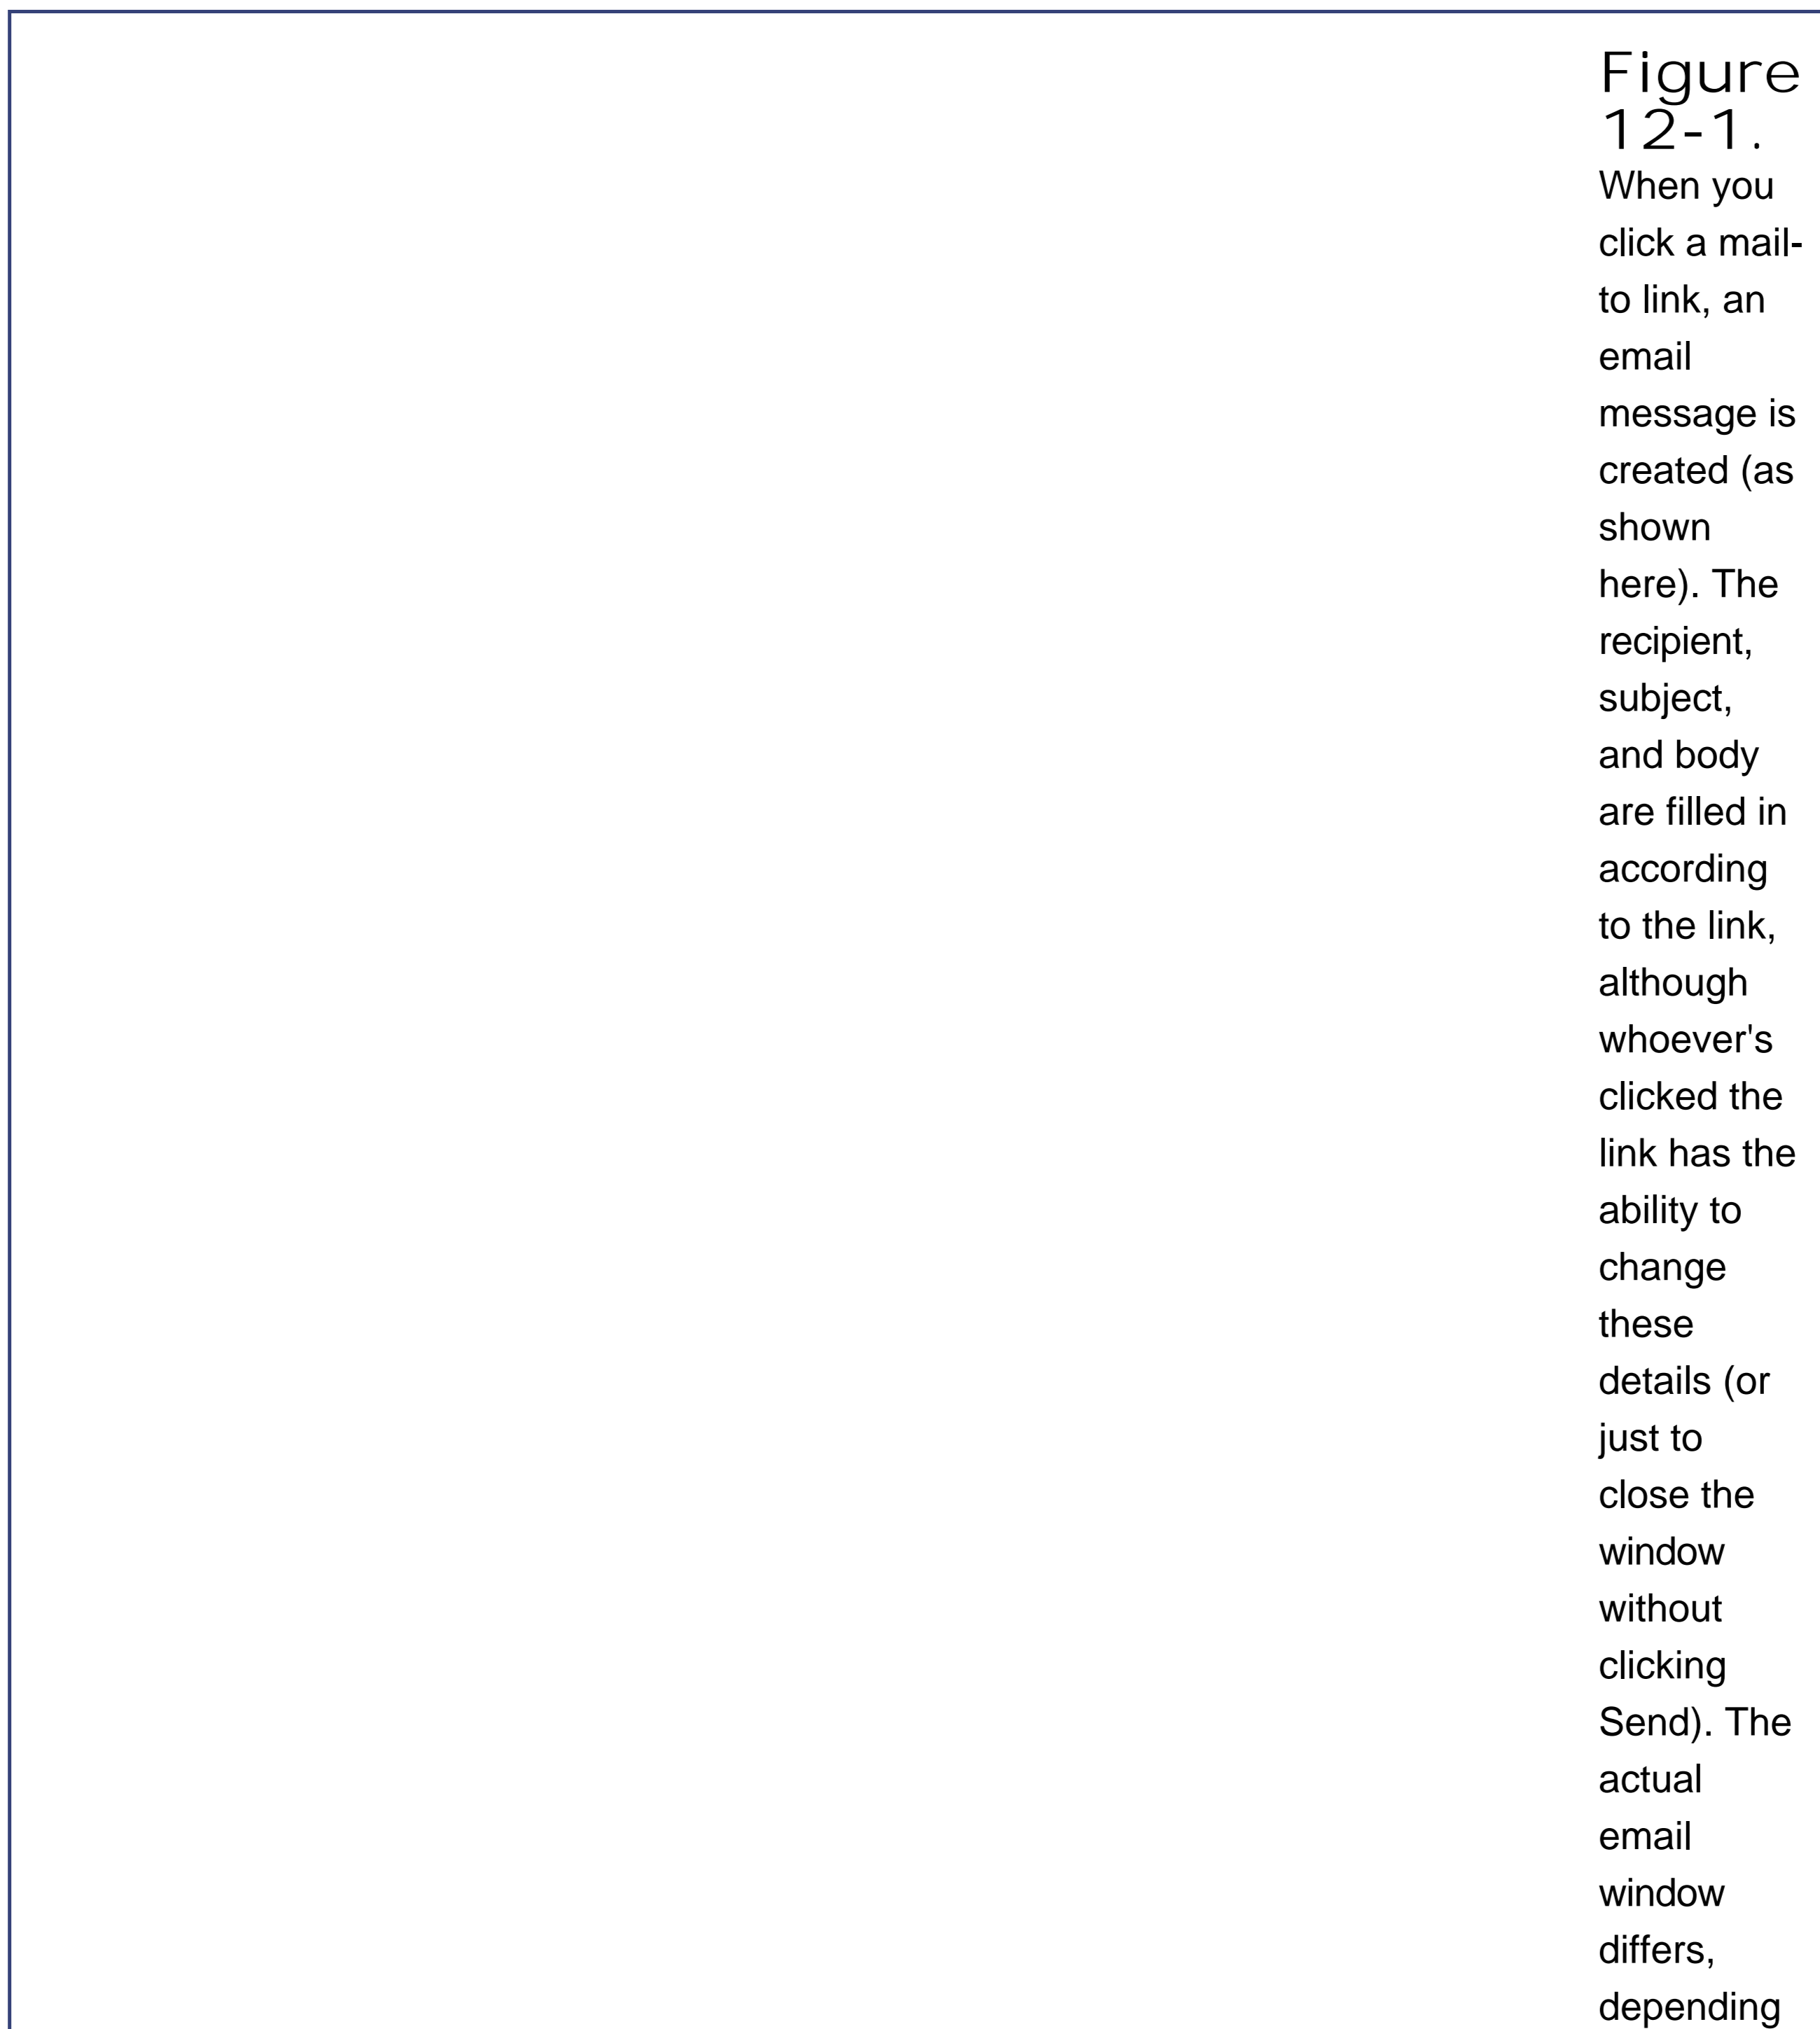 Figure
12-1.
When you
click a mail-
to link, an
email
message is
created (as
shown
here). The
recipient,
subject,
and body
are filled in
according
to the link,
although
whoever's
clicked the
link has the
ability to
change
these
details (or
just to
close the
window
without
clicking
Send). The
actual
email
window
differs,
depending